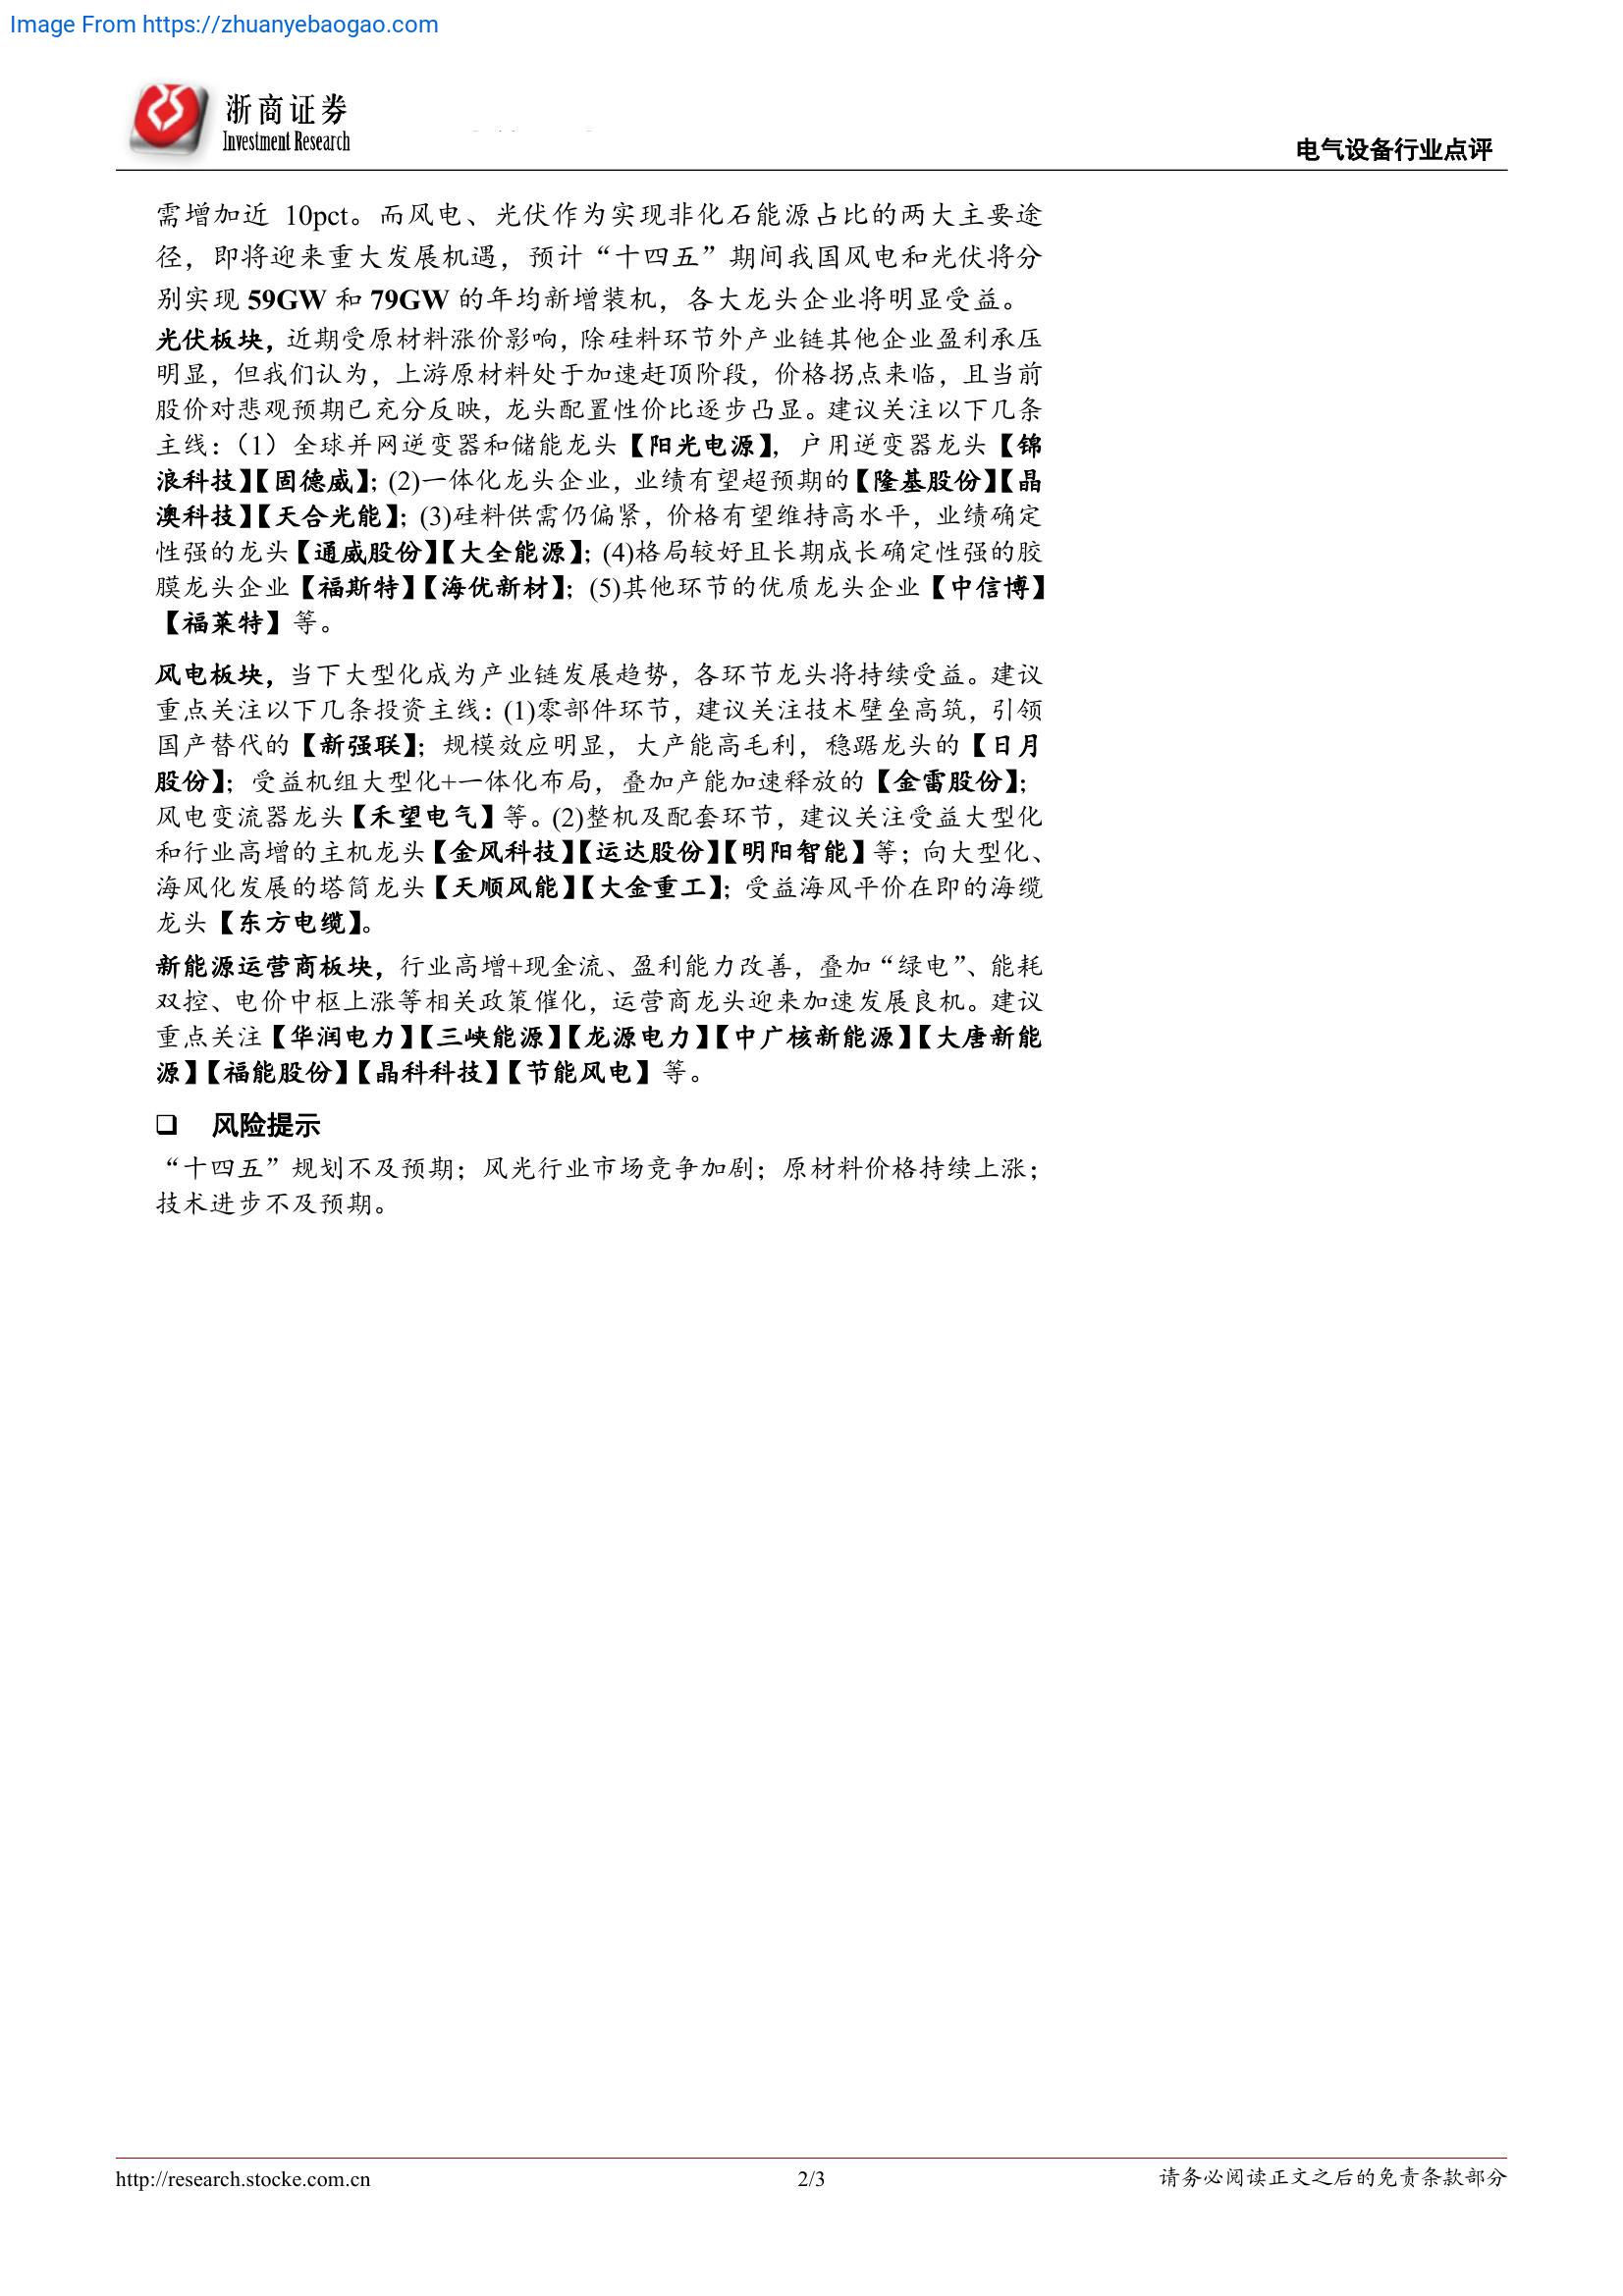 Image From https://zhuanyebaogao.com
浙商证券
Investment Research
电气设备行业点评
需增加近 10pct。而风电、光伏作为实现非化石能源占比的两大主要途
径，即将迎来重大发展机遇，预计“十四五”期间我国风电和光伏将分
别实现 59GW 和 79GW 的年均新增装机，各大龙头企业将明显受益。
光伏板块，近期受原材料涨价影响，除硅料环节外产业链其他企业盈利承压
明显，但我们认为，上游原材料处于加速赶顶阶段，价格拐点来临，且当前
股价对悲观预期已充分反映，龙头配置性价比逐步凸显。建议关注以下几条
主线：（1）全球并网逆变器和储能龙头【阳光电源】，户用逆变器龙头【锦
浪科技】【固德威】；(2)一体化龙头企业，业绩有望超预期的【隆基股份】【晶
澳科技】【天合光能】；(3)硅料供需仍偏紧，价格有望维持高水平，业绩确定
性强的龙头【通威股份】【大全能源】；(4)格局较好且长期成长确定性强的胶
膜龙头企业【福斯特】【海优新材】；(5)其他环节的优质龙头企业【中信博】
【福莱特】等。
风电板块，当下大型化成为产业链发展趋势，各环节龙头将持续受益。建议
重点关注以下几条投资主线：(1)零部件环节，建议关注技术壁垒高筑，引领
国产替代的【新强联】；规模效应明显，大产能高毛利，稳踞龙头的【日月
股份】；受益机组大型化+一体化布局，叠加产能加速释放的【金雷股份】；
风电变流器龙头【禾望电气】等。(2)整机及配套环节，建议关注受益大型化
和行业高增的主机龙头【金风科技】【运达股份】【明阳智能】等；向大型化、
海风化发展的塔筒龙头【天顺风能】【大金重工】；受益海风平价在即的海缆
龙头【东方电缆】。
新能源运营商板块，行业高增+现金流、盈利能力改善，叠加“绿电”、能耗
双控、电价中枢上涨等相关政策催化，运营商龙头迎来加速发展良机。建议
重点关注【华润电力】【三峡能源】【龙源电力】【中广核新能源】【大唐新能
源】【福能股份】【晶科科技】【节能风电】等。
❑ 风险提示
“十四五”规划不及预期；风光行业市场竞争加剧；原材料价格持续上涨；
技术进步不及预期。
http://research.stocke.com.cn
2/3
请务必阅读正文之后的免责条款部分